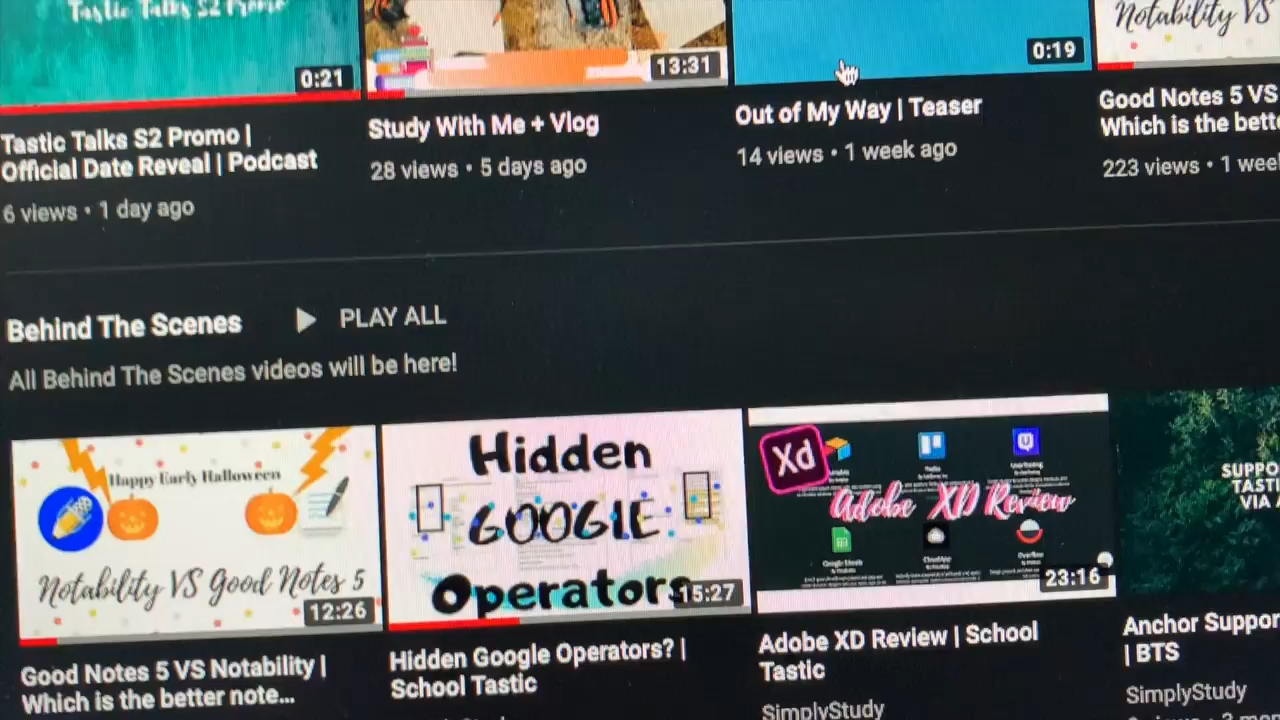 Tastic Talks S2 Promo
0:21
13:31
0:19
Notability VS
Tastic Talks S2 Promo |
Official Date Reveal | Podcast
6 views • 1 day ago
Study With Me + Vlog
28 views • 5 days ago
Out of My Way | Teaser
14 views • 1 week ago
Good Notes 5 VS
Which is the bette
223 views • 1 week
Behind The Scenes
PLAY ALL
All Behind The Scenes videos will be here!
Happy Early Halloween
Notability VS Good Notes 5
12:26
Hidden
GOOGLE
Operators
15:27
Xd
Adobe XD Review
Google Sheets
CloudApp
Overflow
23:16
SUPPO
TASTI
VIA
Good Notes 5 VS Notability |
Which is the better note...
Hidden Google Operators? |
School Tastic
Adobe XD Review | School
Tastic
SimplyStudy
Anchor Suppor
| BTS
SimplyStudy